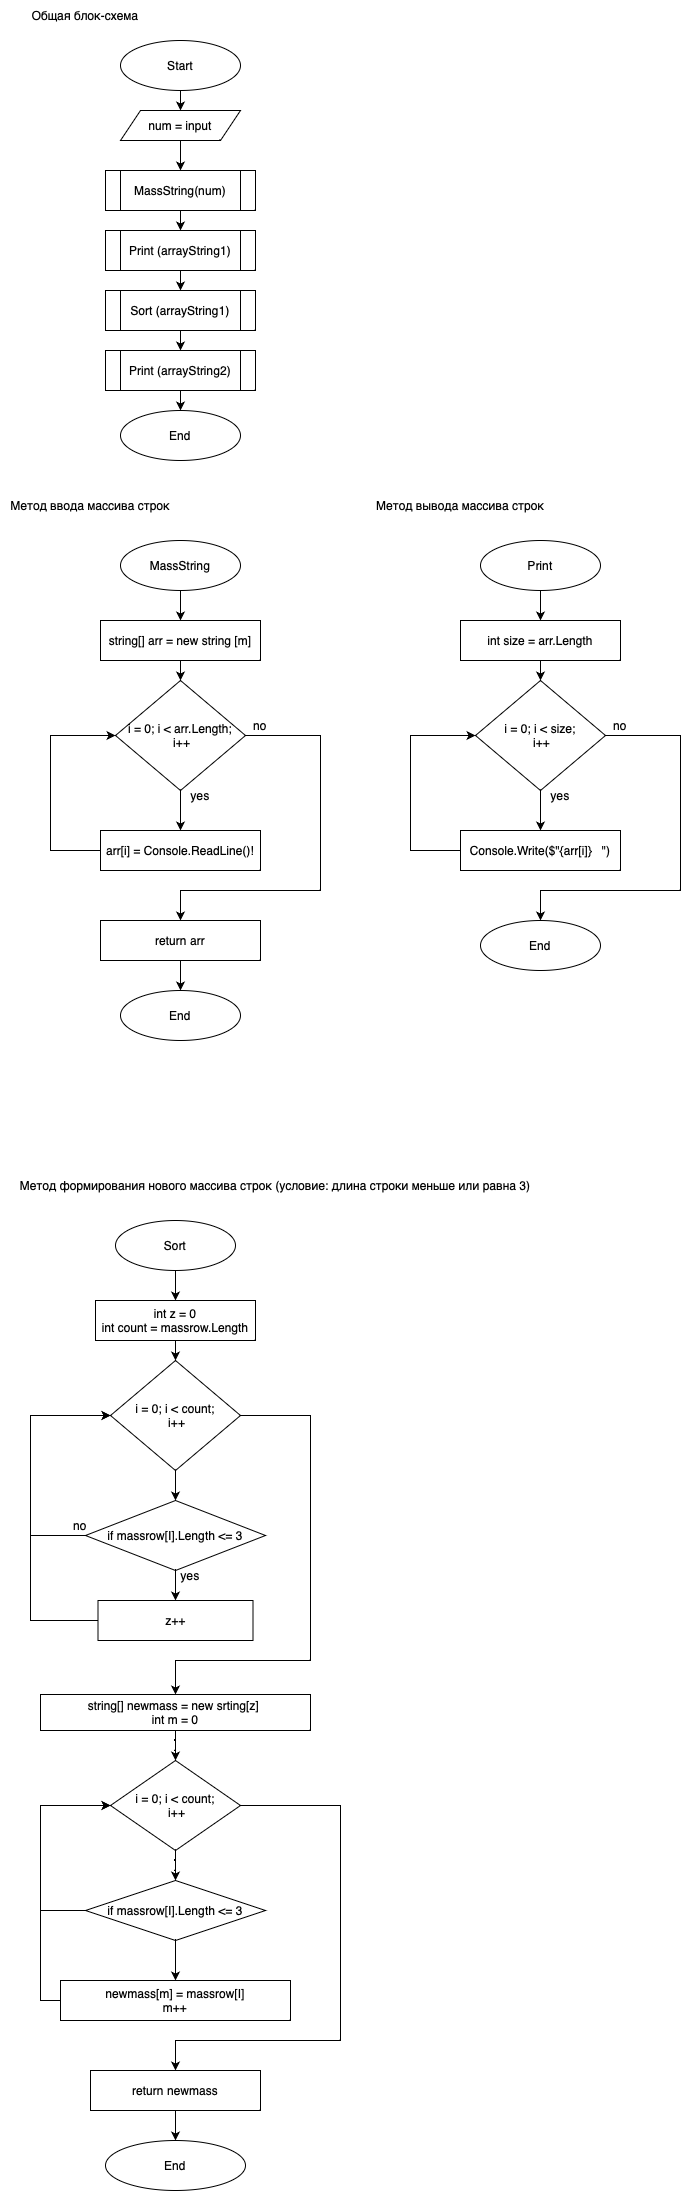 Общая блок-схема
Start
num = input
MassString(num)
Print (arrayString1)
Sort (arrayString1)
Print (arrayString2)
End
Метод ввода массива строк
MassString
string[] arr = new string [m]
i = 0; i < arr.Length;
i++
no
yes
arr[i] = Console.ReadLine()!
return arr
End
Метод вывода массива строк
Print
int size = arr.Length
i = 0; i < size;
i++
no
yes
Console.Write($"{arr[i]}   ")
End
Метод формирования нового массива строк (условие: длина строки меньше или равна 3)
Sort
int z = 0
int count = massrow.Length
i = 0; i < count;
i++
if massrow[I].Length <= 3
no
yes
z++
string[] newmass = new srting[z]
int m = 0
;
i = 0; i < count;
i++
;
if massrow[I].Length <= 3
newmass[m] = massrow[I]
m++
return newmass
End